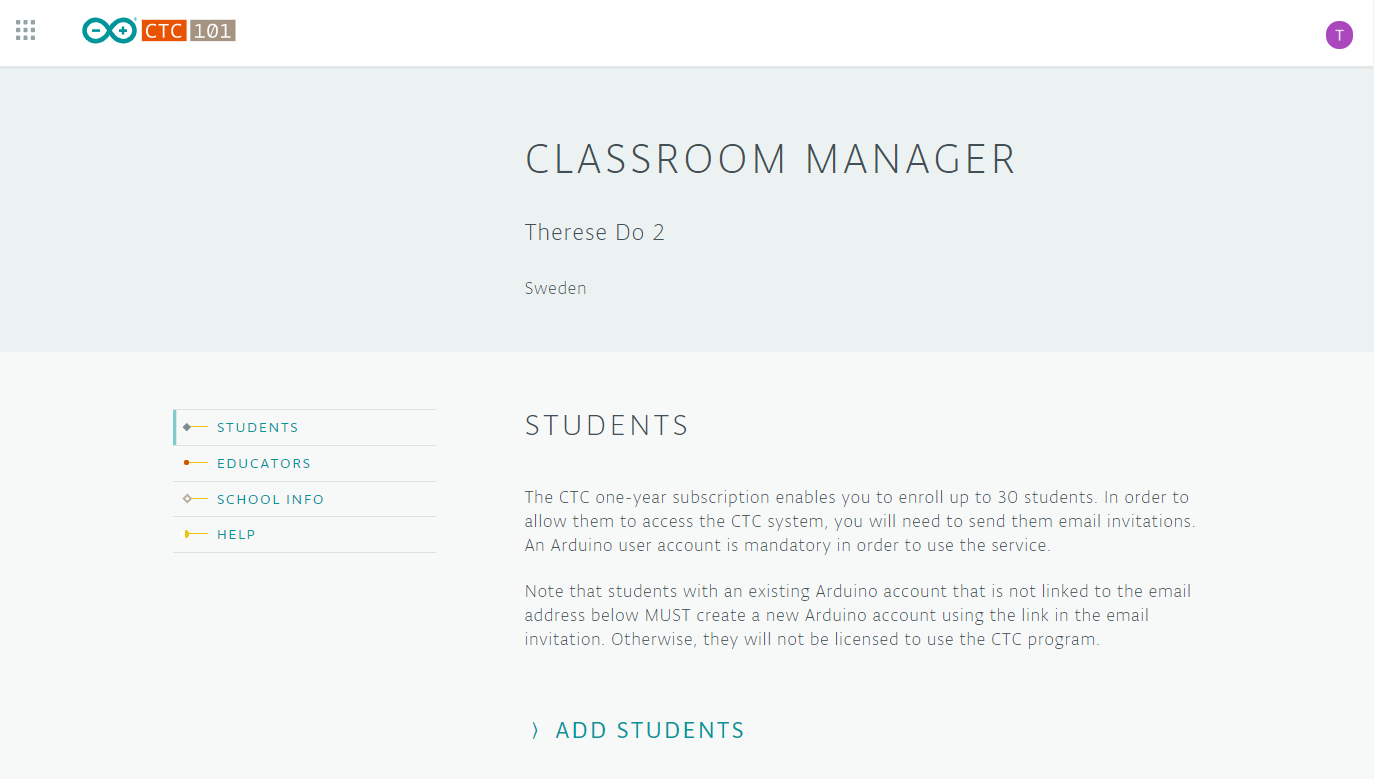 CTC 101
T
CLASSROOM MANAGER
Therese Do 2
Sweden
STUDENTS
EDUCATORS
SCHOOL INFO
HELP
STUDENTS
The CTC one-year subscription enables you to enroll up to 30 students. In order to
allow them to access the CTC system, you will need to send them email invitations.
An Arduino user account is mandatory in order to use the service.
Note that students with an existing Arduino account that is not linked to the email
address below MUST create a new Arduino account using the link in the email
invitation. Otherwise, they will not be licensed to use the CTC program.
⟩ ADD STUDENTS